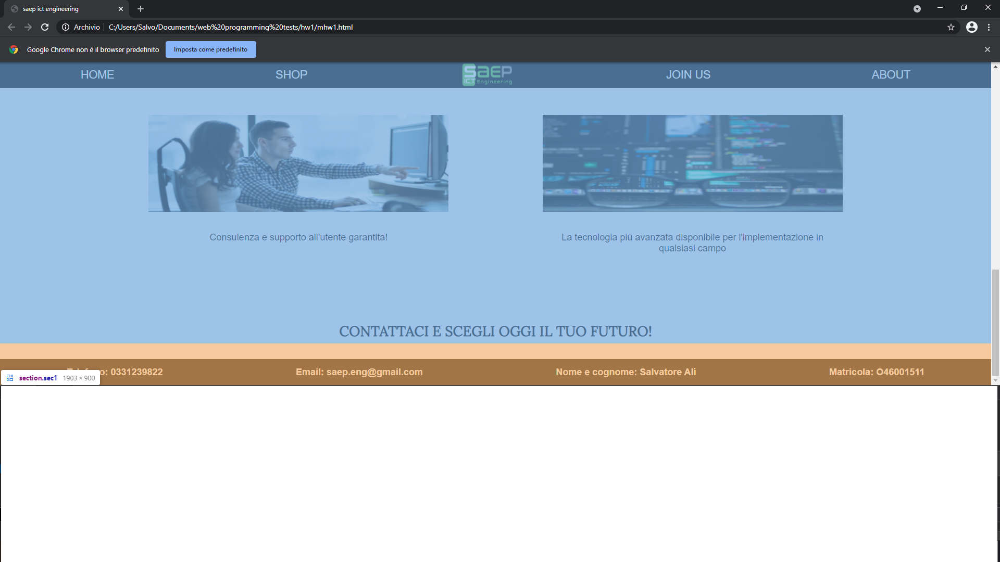 saep ict engineering
Archivio C:/Users/Salvo/Documents/web%20programming%20tests/hw1/mhw1.html
Google Chrome non è il browser predefinito Imposta come predefinito
HOME SHOP saep ICT Engineering JOIN US ABOUT
Consulenza e supporto all'utente garantita!
La tecnologia piú avanzata disponibile per l'implementazione in
qualsiasi campo
CONTATTACI E SCEGLI OGGI IL TUO FUTURO!
0331239822 Email: saep.eng@gmail.com Nome e cognome: Salvatore Alí Matricola: O46001511
section.sec1 1903 × 900